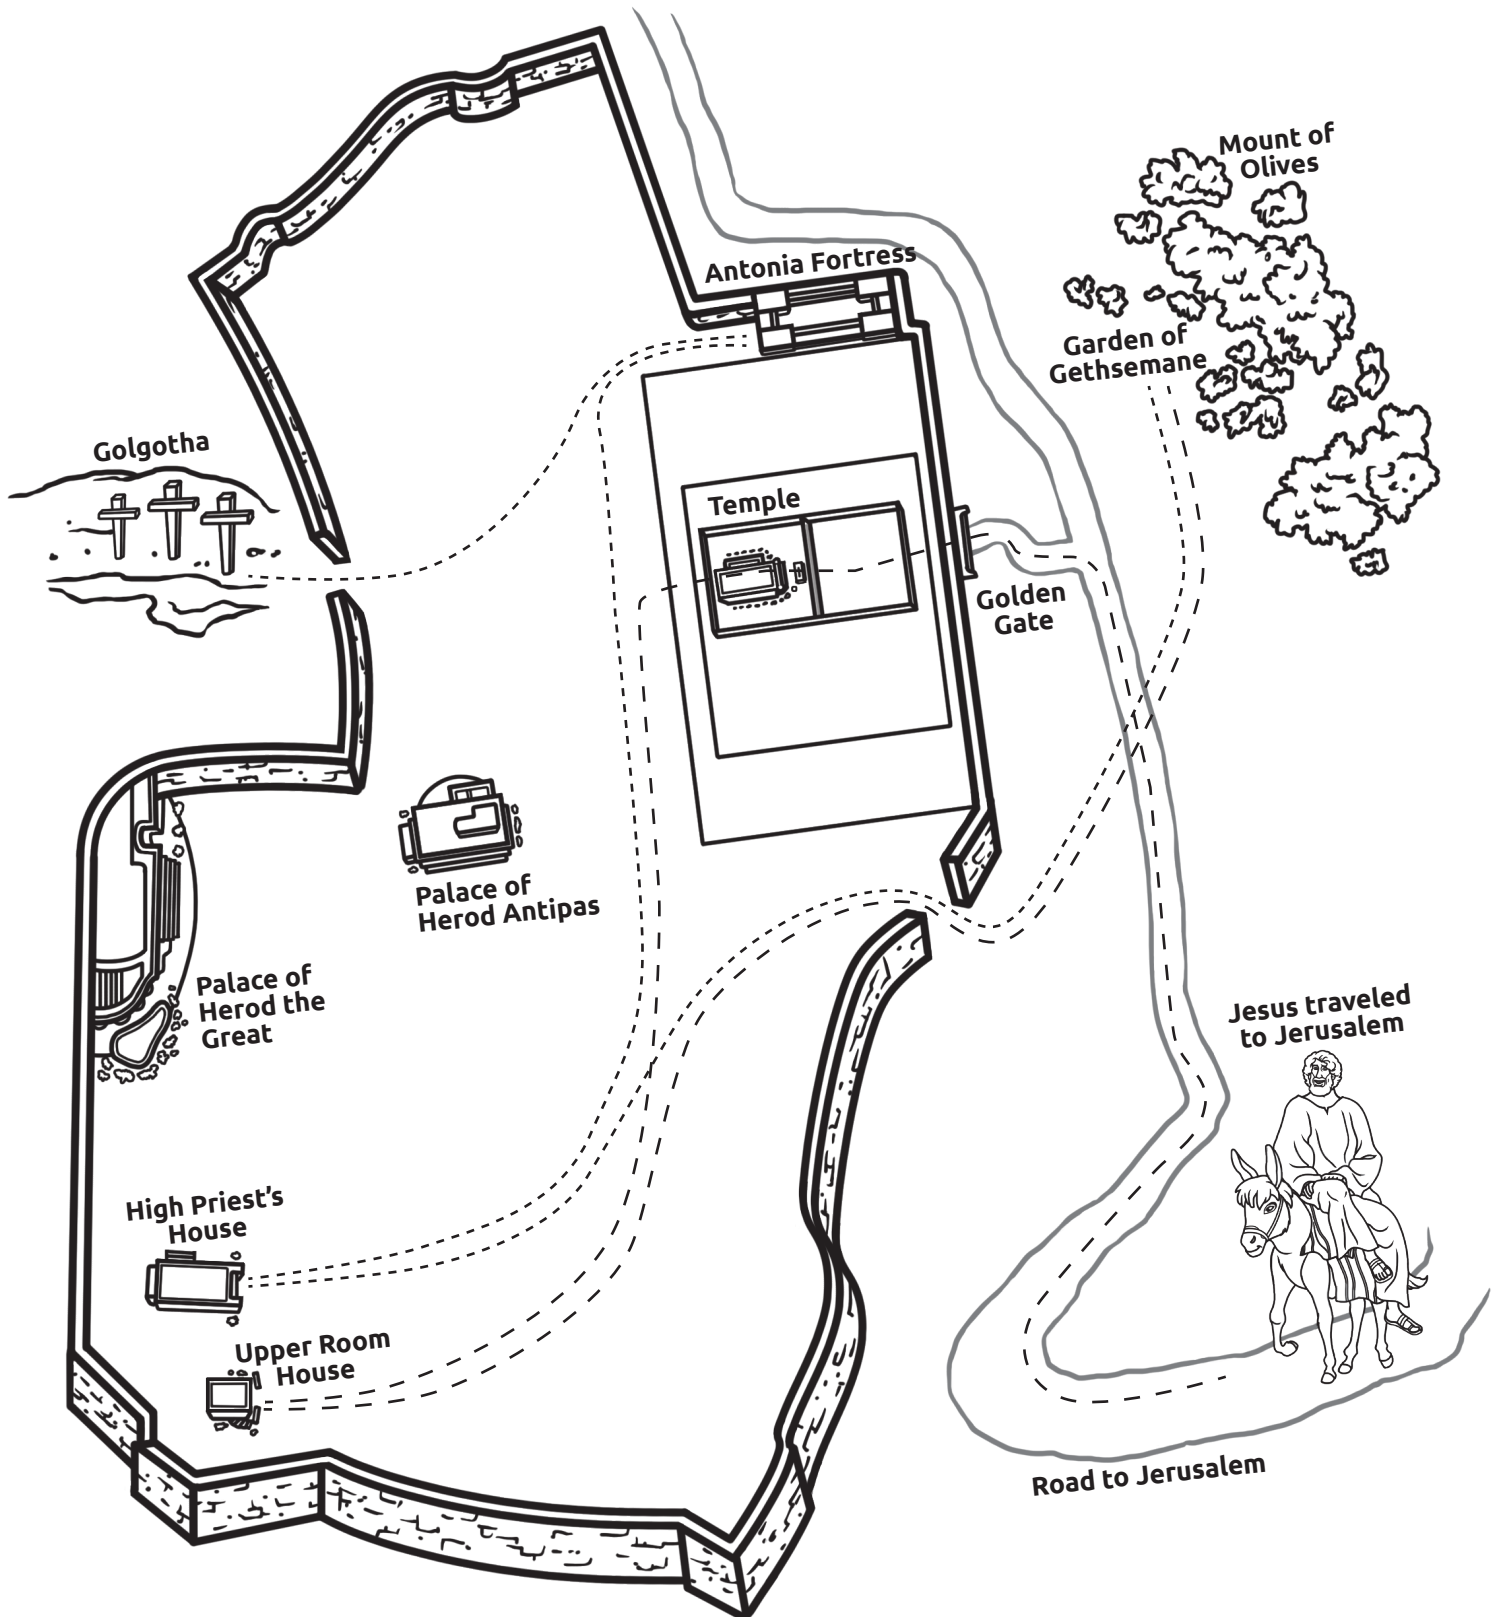 Mount of
Olives
Antonia Fortress
Garden of
Gethsemane
Golgotha
Temple
Golden
Gate
Palace of
Herod Antipas
Palace of
Herod the
Great
Jesus traveled
to Jerusalem
High Priest's
House
Upper Room
House
Road to Jerusalem